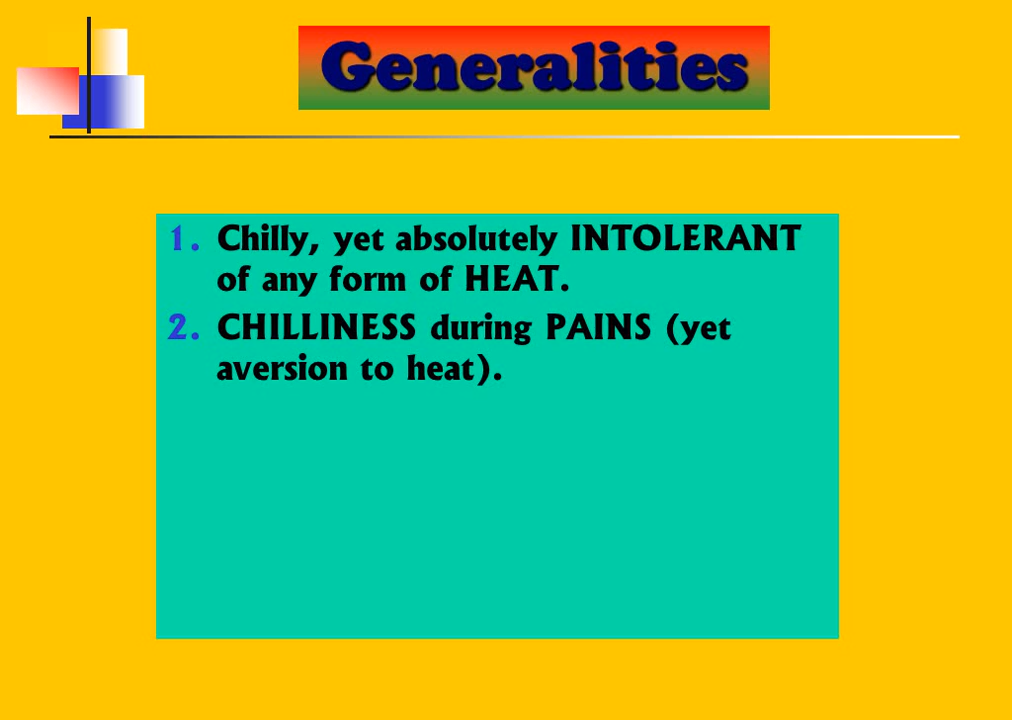 Generalities
1. Chilly, yet absolutely INTOLERANT
of any form of HEAT.
2. CHILLINESS during PAINS (yet
aversion to heat).